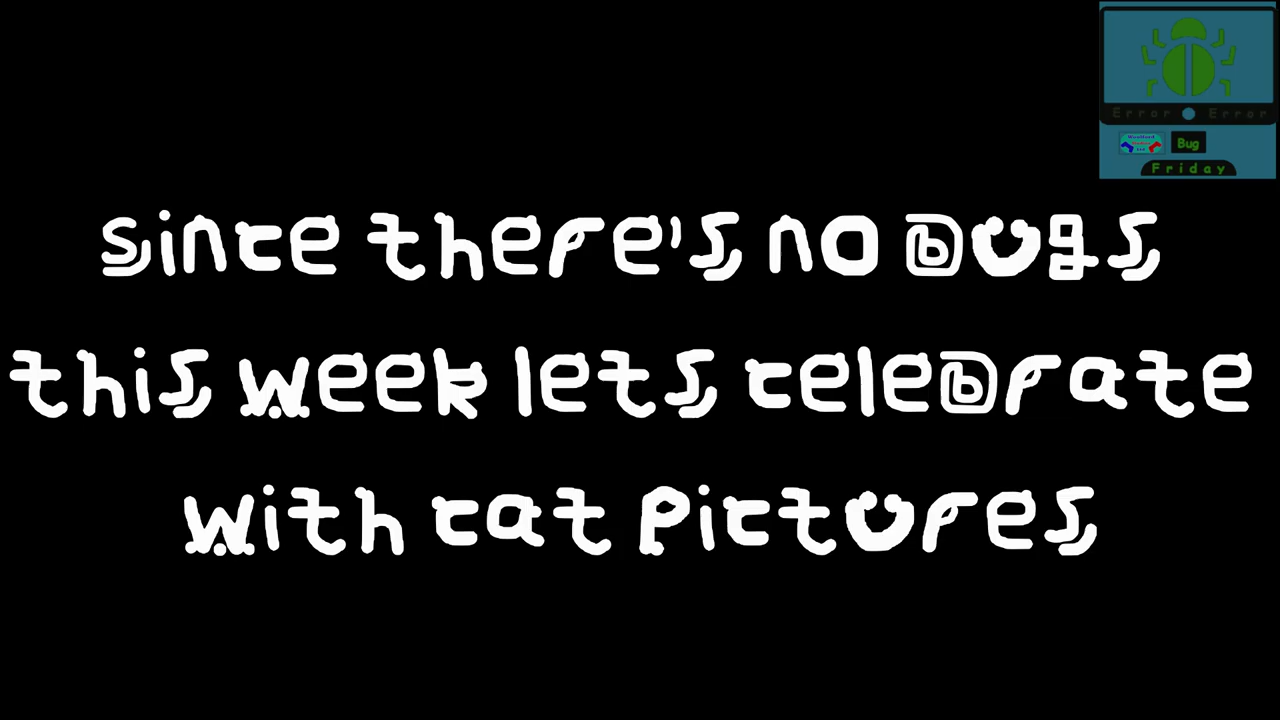 Error Error
Bug
Friday
since there's no bugs
this week lets celebrate
with cat pictures